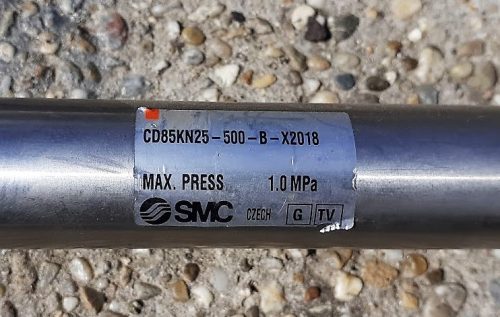 CD85KN25-500-B-X2018
MAX. PRESS 1.0 MPa
SMC CZECH G TV